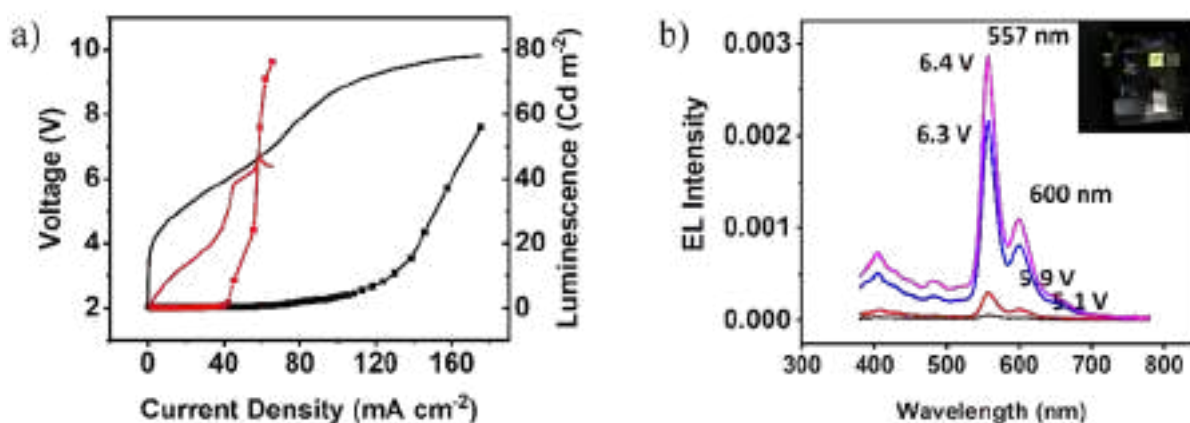 a)
10
8
6
4
2
Voltage (V)
80
60
40
20
0
Luminescence (Cd m-2)
0 40 80 120 160
Current Density (mA cm-2)
b)
0.003
0.002
0.001
0.000
EL Intensity
557 nm
6.4 V
6.3 V
600 nm
5.9 V
5.1 V
300 400 500 600 700 800
Wavelength (nm)